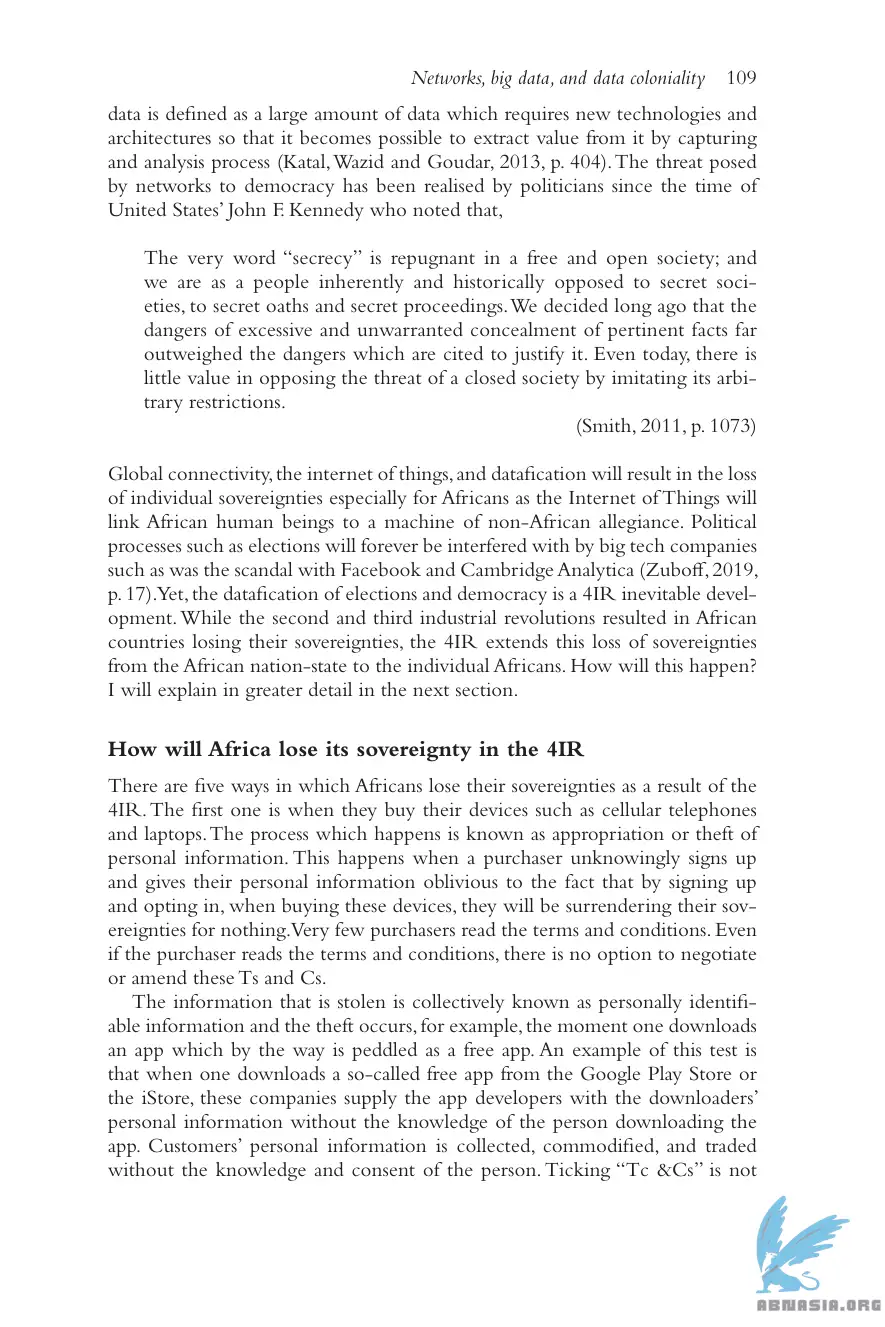 Networks, big data, and data coloniality 109
data is defined as a large amount of data which requires new technologies and
architectures so that it becomes possible to extract value from it by capturing
and analysis process (Katal, Wazid and Goudar, 2013, p. 404). The threat posed
by networks to democracy has been realised by politicians since the time of
United States’ John F. Kennedy who noted that,
The very word “secrecy” is repugnant in a free and open society; and
we are as a people inherently and historically opposed to secret soci-
eties, to secret oaths and secret proceedings. We decided long ago that the
dangers of excessive and unwarranted concealment of pertinent facts far
outweighed the dangers which are cited to justify it. Even today, there is
little value in opposing the threat of a closed society by imitating its arbi-
trary restrictions.
(Smith, 2011, p. 1073)
Global connectivity, the internet of things, and datafication will result in the loss
of individual sovereignties especially for Africans as the Internet of Things will
link African human beings to a machine of non-African allegiance. Political
processes such as elections will forever be interfered with by big tech companies
such as was the scandal with Facebook and Cambridge Analytica (Zuboff, 2019,
p. 17). Yet, the datafication of elections and democracy is a 4IR inevitable devel-
opment. While the second and third industrial revolutions resulted in African
countries losing their sovereignties, the 4IR extends this loss of sovereignties
from the African nation-state to the individual Africans. How will this happen?
I will explain in greater detail in the next section.
How will Africa lose its sovereignty in the 4IR
There are five ways in which Africans lose their sovereignties as a result of the
4IR. The first one is when they buy their devices such as cellular telephones
and laptops. The process which happens is known as appropriation or theft of
personal information. This happens when a purchaser unknowingly signs up
and gives their personal information oblivious to the fact that by signing up
and opting in, when buying these devices, they will be surrendering their sov-
ereignties for nothing. Very few purchasers read the terms and conditions. Even
if the purchaser reads the terms and conditions, there is no option to negotiate
or amend these Ts and Cs.
The information that is stolen is collectively known as personally identifi-
able information and the theft occurs, for example, the moment one downloads
an app which by the way is peddled as a free app. An example of this test is
that when one downloads a so-called free app from the Google Play Store or
the iStore, these companies supply the app developers with the downloaders’
personal information without the knowledge of the person downloading the
app. Customers’ personal information is collected, commodified, and traded
without the knowledge and consent of the person. Ticking “Tc &Cs” is not
ABNASIA.ORG